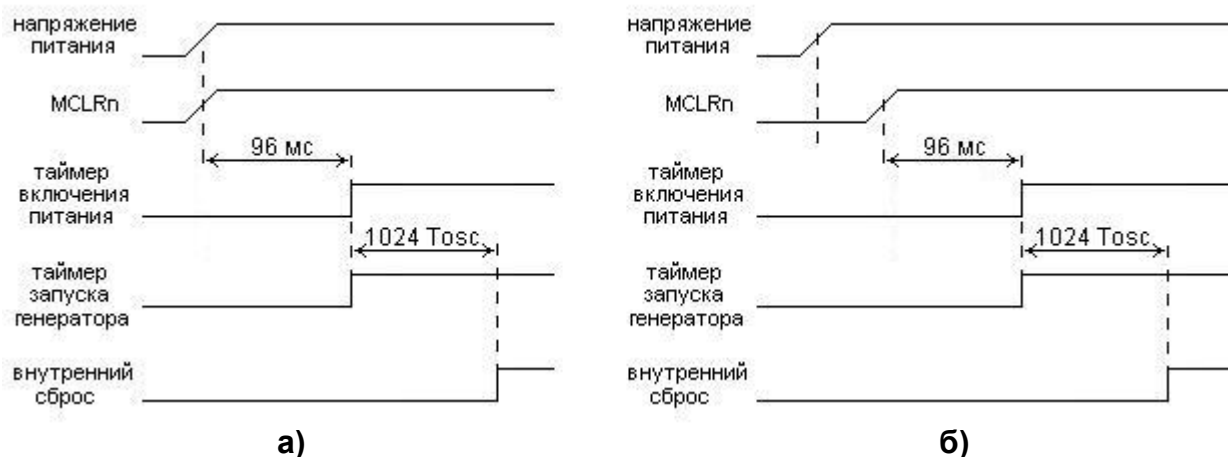 напряжение
питания
MCLRn
96 мс
таймер
включения
питания
1024 Tosc
таймер
запуска
генератора
внутренний
сброс
а)
напряжение
питания
MCLRn
96 мс
таймер
включения
питания
1024 Tosc
таймер
запуска
генератора
внутренний
сброс
б)